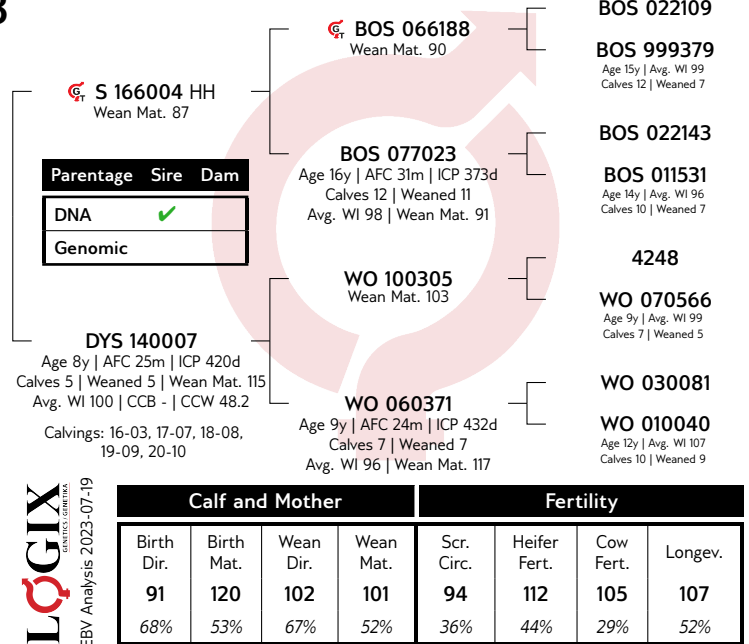 BOS 022109
BOS 066188
Wean Mat. 90
BOS 999379
Age 15y | Avg. WI 99
Calves 12 | Weaned 7
S 166004 HH
Wean Mat. 87
BOS 022143
BOS 077023
Age 16y | AFC 31m | ICP 373d
Calves 12 | Weaned 11
Avg. WI 98 | Wean Mat. 91
BOS 011531
Age 14y | Avg. WI 96
Calves 10 | Weaned 7
Parentage Sire Dam
DNA ✔
Genomic
4248
WO 100305
Wean Mat. 103
WO 070566
Age 9y | Avg. WI 99
Calves 7 | Weaned 5
DYS 140007
Age 8y | AFC 25m | ICP 420d
Calves 5 | Weaned 5 | Wean Mat. 115
Avg. WI 100 | CCB - | CCW 48.2
Calvings: 16-03, 17-07, 18-08,
19-09, 20-10
WO 030081
WO 060371
Age 9y | AFC 24m | ICP 432d
Calves 7 | Weaned 7
Avg. WI 96 | Wean Mat. 117
WO 010040
Age 12y | Avg. WI 107
Calves 10 | Weaned 9
LOGIX
GENETICS | GENETIKA
EBV Analysis 2023-07-19
Calf and Mother Fertility
Birth Birth Wean Wean Scr. Heifer Cow Longev.
Dir. Mat. Dir. Mat. Circ. Fert. Fert.
91 120 102 101 94 112 105 107
68% 53% 67% 52% 36% 44% 29% 52%